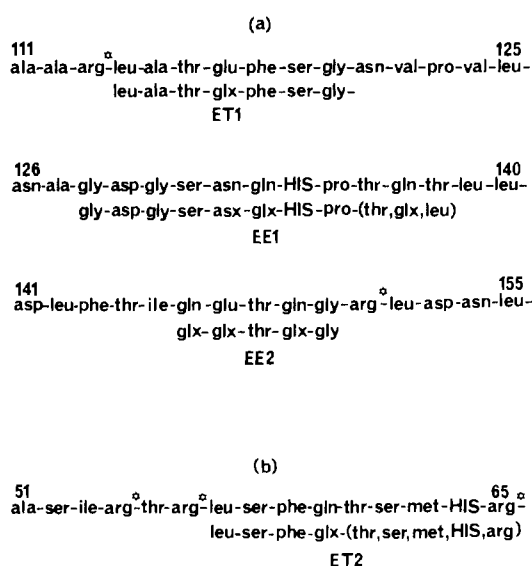 (a)
111 125
ala-ala-arg-☆leu-ala-thr-glu-phe-ser-gly-asn-val-pro-val-leu-
leu-ala-thr-glx-phe-ser-gly-
ET1
126 140
asn-ala-gly-asp-gly-ser-asn-gln-HIS-pro-thr-gln-thr-leu-leu-
gly-asp-gly-ser-asx-glx-HIS-pro-(thr,glx,leu)
EE1
141 155
asp-leu-phe-thr-ile-gln-glu-thr-gln-gly-arg-☆leu-asp-asn-leu-
glx-glx-thr-glx-gly
EE2
(b)
51 65
ala-ser-ile-arg-☆thr-arg-☆leu-ser-phe-gln-thr-ser-met-HIS-arg-☆
leu-ser-phe-glx-(thr,ser,met,HIS,arg)
ET2